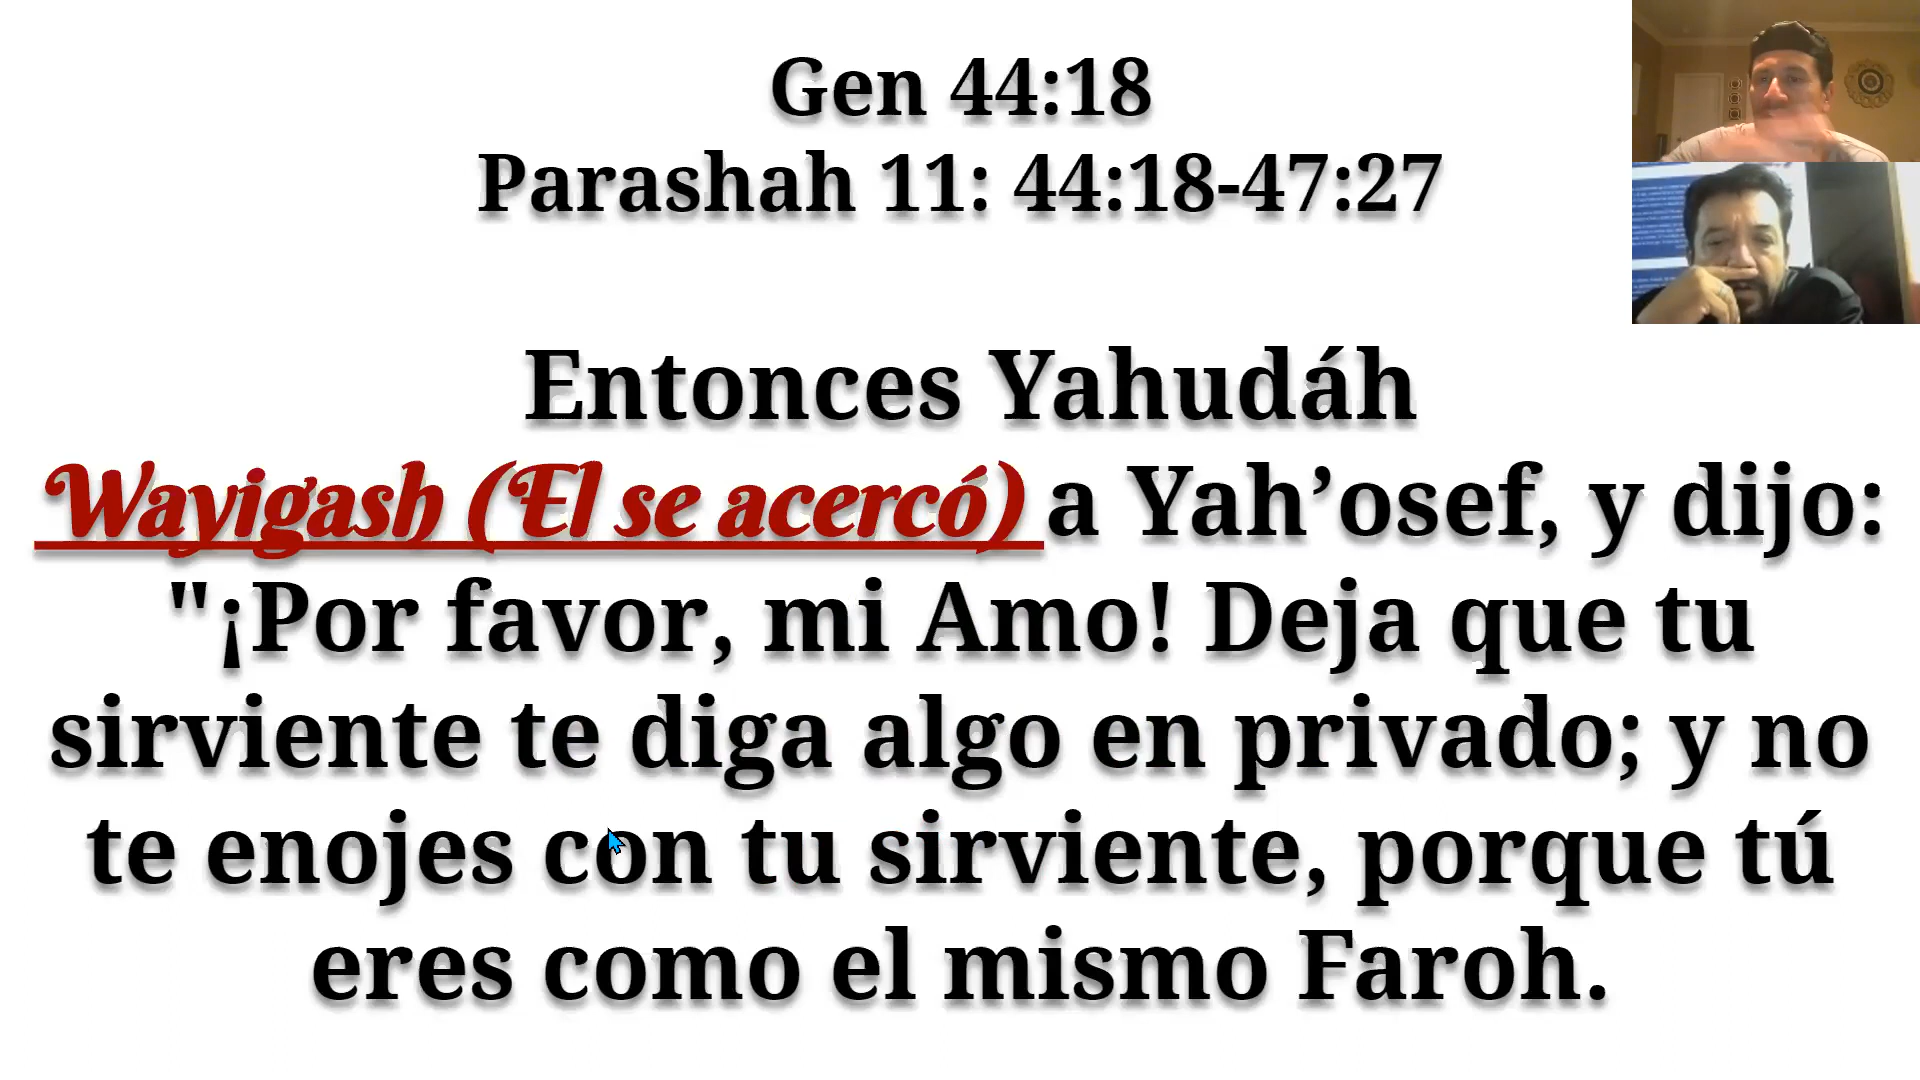 Gen 44:18
Parashah 11: 44:18-47:27
Entonces Yahudáh
Wayigash (El se acercó) a Yah’osef, y dijo:
"¡Por favor, mi Amo! Deja que tu
sirviente te diga algo en privado; y no
te enojes con tu sirviente, porque tú
eres como el mismo Faroh.